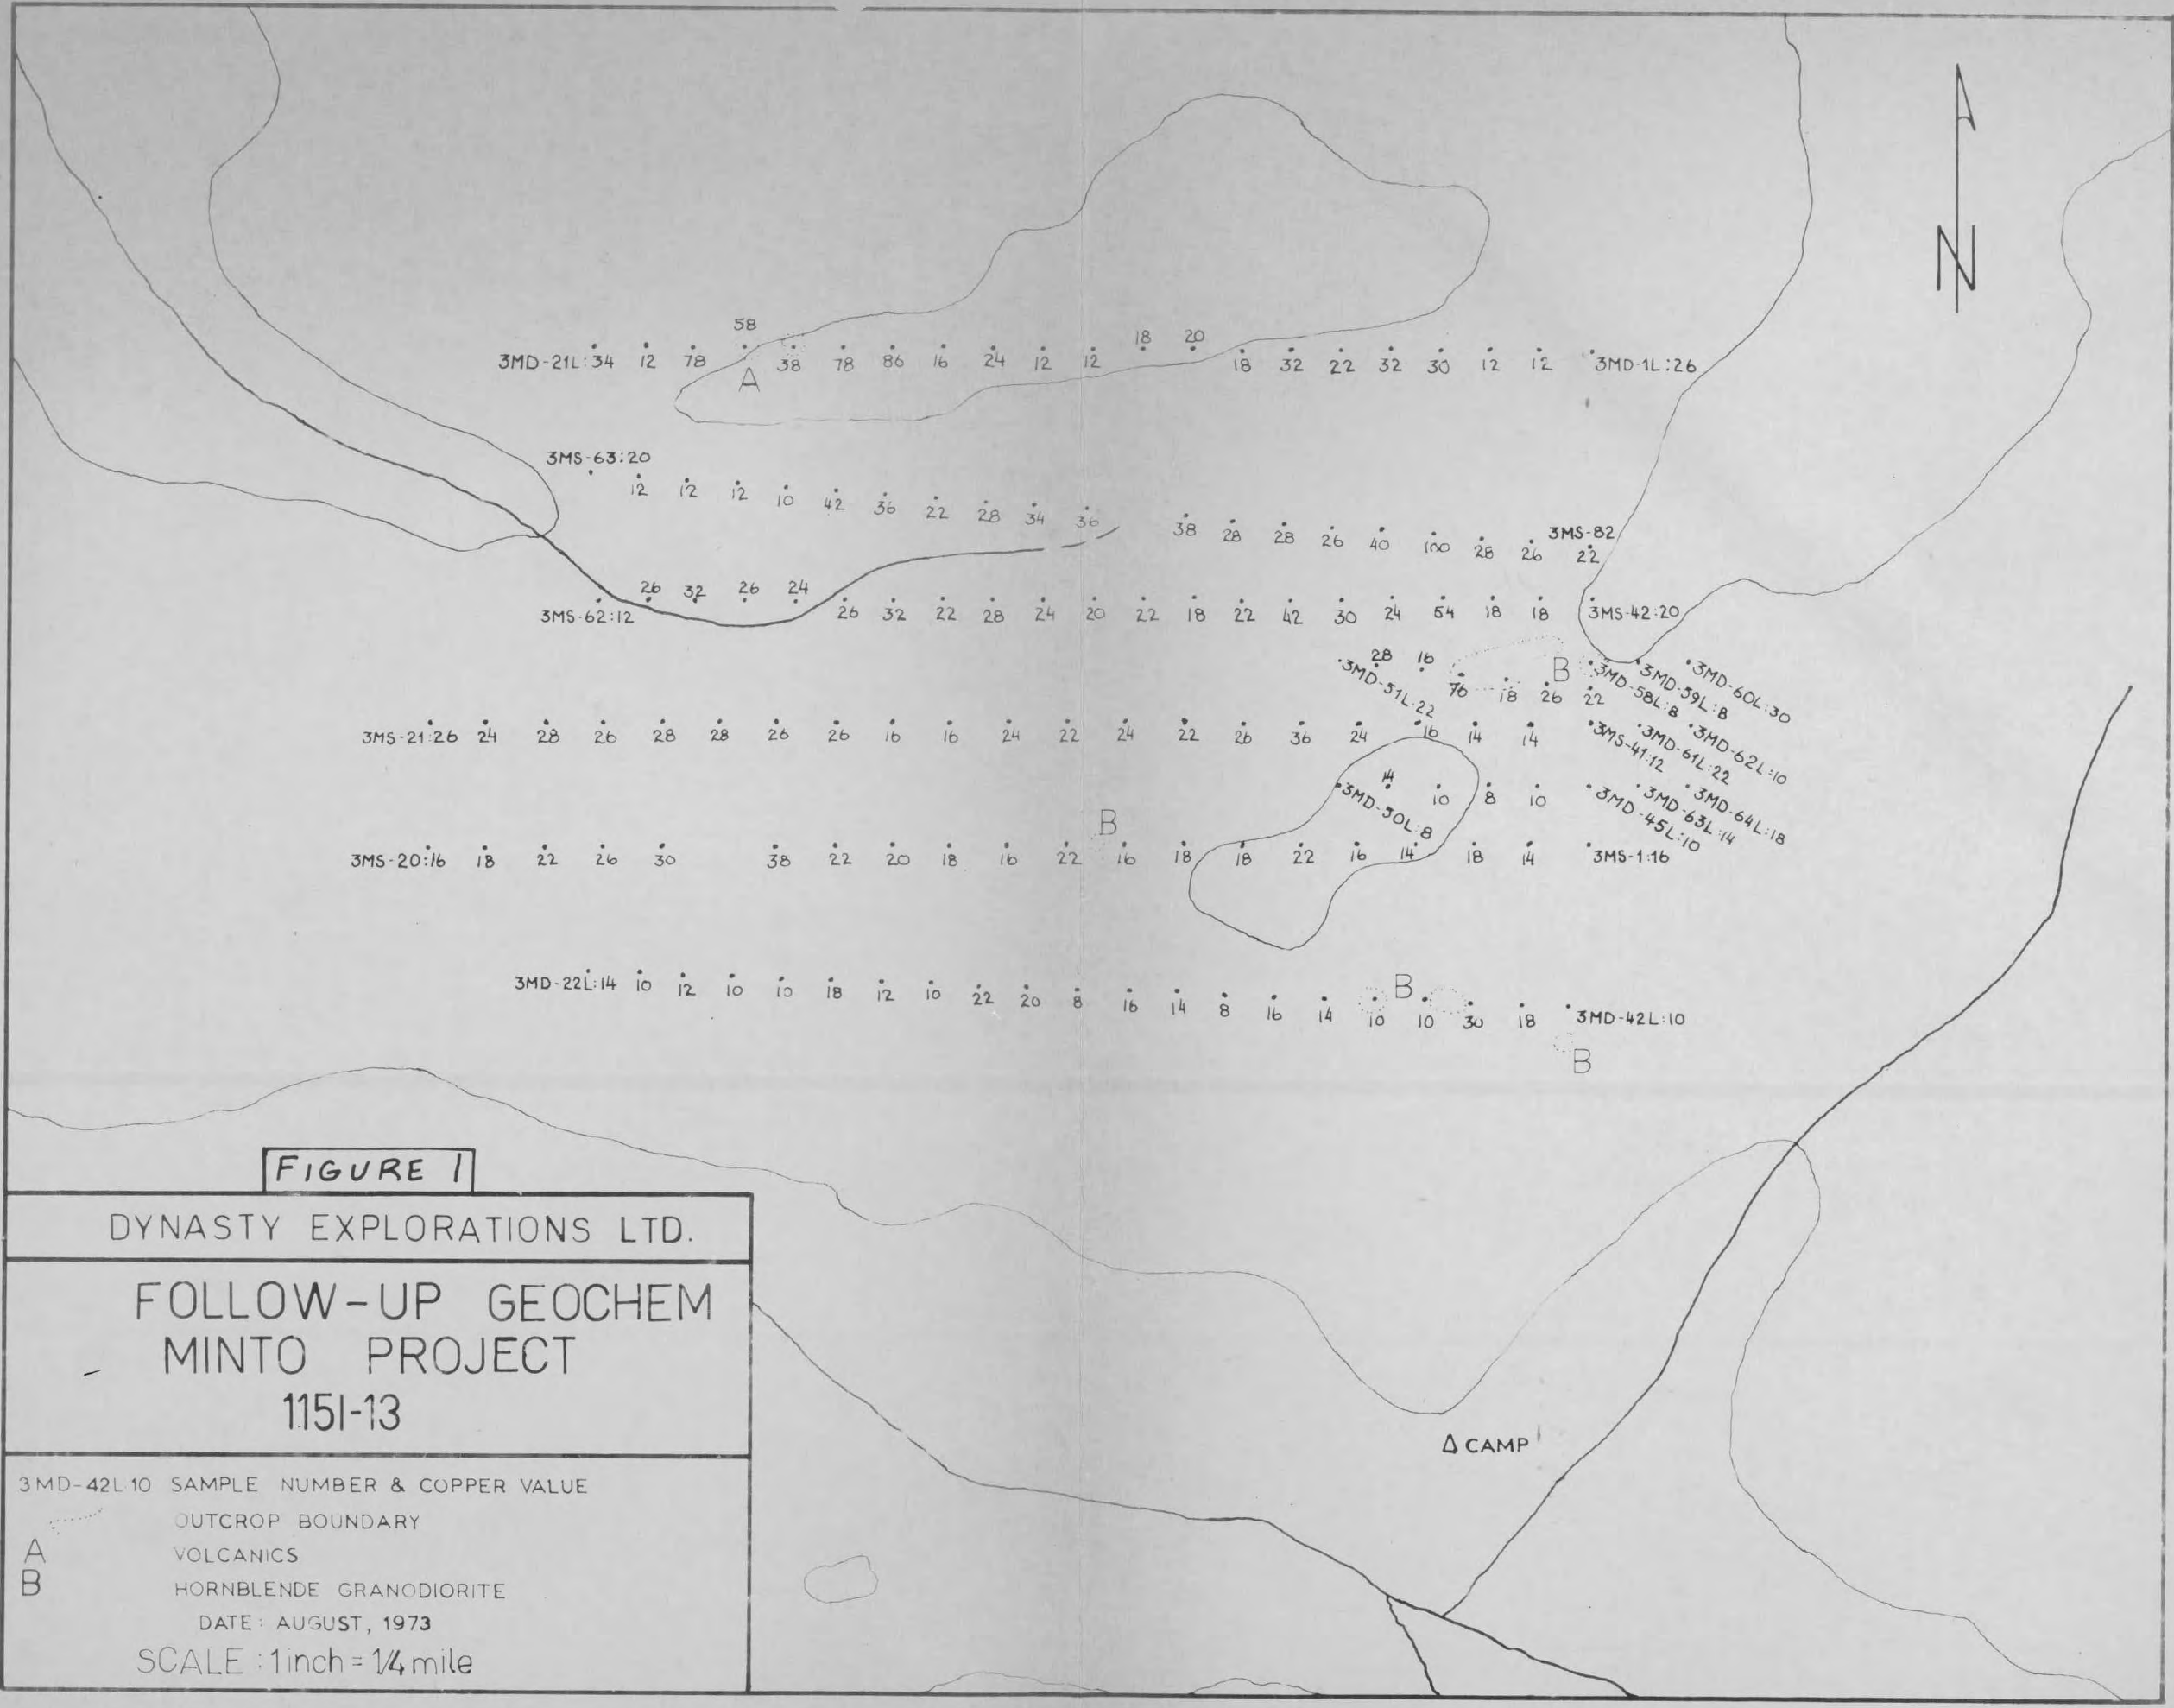 N
58
18 20
3MD-21L:34 12 78 38 78 86 16 24 12 12 18 32 22 32 30 12 12 3MD-1L:26
A
3MS-63:20
12 12 12 10 42 36 22 28 34 36 38 28 28 26 40 100 28 26 22
3MS-82
26 32 26 24
3MS-62:12 26 32 22 28 24 20 22 18 22 42 30 24 54 18 18 3MS-42:20
28 16 B
3MD-51L:22 76 18 26 22 3MD-58L:8 3MD-59L:8 3MD-60L:30
3MS-21:26 24 28 26 28 28 26 26 16 16 24 22 24 22 26 36 24 16 14 14 3MS-41:12 3MD-61L:22 3MD-62L:10
3MD-50L:8 14 10 8 10 3MD-45L:10 3MD-63L:14 3MD-64L:18
B
3MS-20:16 18 22 26 30 38 22 20 18 16 22 16 18 18 22 16 14 18 14 3MS-1:16
B
3MD-22L:14 10 12 10 10 18 12 10 22 20 8 16 14 8 16 14 10 10 30 18 3MD-42L:10
B
FIGURE 1
DYNASTY EXPLORATIONS LTD.
FOLLOW-UP GEOCHEM
MINTO PROJECT
115I-13
Δ CAMP
3MD-42L:10 SAMPLE NUMBER & COPPER VALUE
OUTCROP BOUNDARY
A VOLCANICS
B HORNBLENDE GRANODIORITE
DATE: AUGUST, 1973
SCALE: 1 inch = 1/4 mile